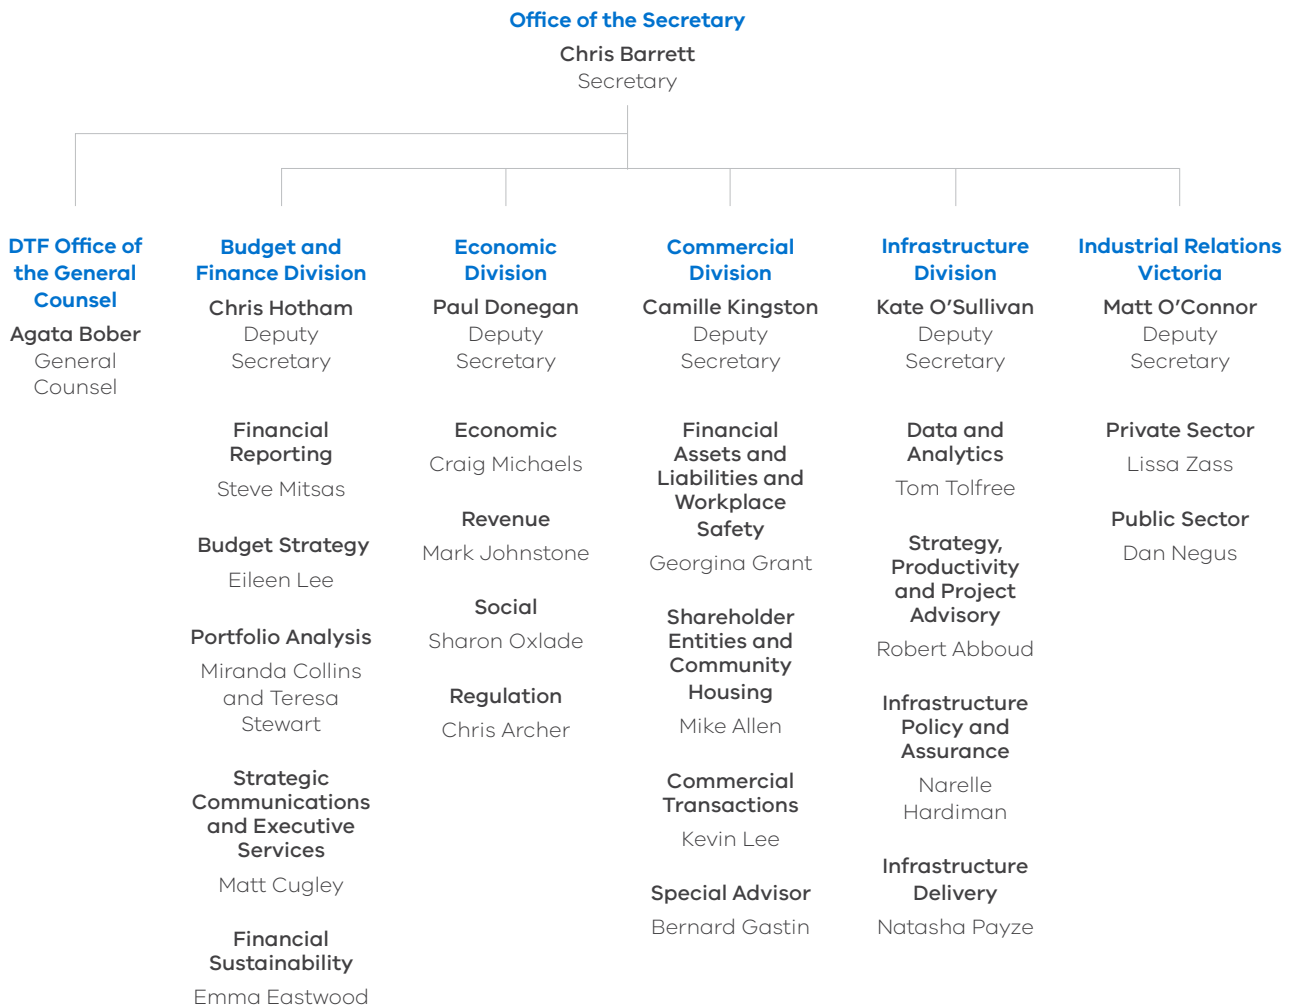 Office of the Secretary
Chris Barrett
Secretary
DTF Office of
the General
Counsel
Agata Bober
General
Counsel
Budget and
Finance Division
Chris Hotham
Deputy
Secretary
Financial
Reporting
Steve Mitsas
Budget Strategy
Eileen Lee
Portfolio Analysis
Miranda Collins
and Teresa
Stewart
Strategic
Communications
and Executive
Services
Matt Cugley
Financial
Sustainability
Emma Eastwood
Economic
Division
Paul Donegan
Deputy
Secretary
Economic
Craig Michaels
Revenue
Mark Johnstone
Social
Sharon Oxlade
Regulation
Chris Archer
Commercial
Division
Camille Kingston
Deputy
Secretary
Financial
Assets and
Liabilities and
Workplace
Safety
Georgina Grant
Shareholder
Entities and
Community
Housing
Mike Allen
Commercial
Transactions
Kevin Lee
Special Advisor
Bernard Gastin
Infrastructure
Division
Kate O’Sullivan
Deputy
Secretary
Data and
Analytics
Tom Tolfree
Strategy,
Productivity
and Project
Advisory
Robert Abboud
Infrastructure
Policy and
Assurance
Narelle
Hardiman
Infrastructure
Delivery
Natasha Payze
Industrial Relations
Victoria
Matt O’Connor
Deputy
Secretary
Private Sector
Lissa Zass
Public Sector
Dan Negus